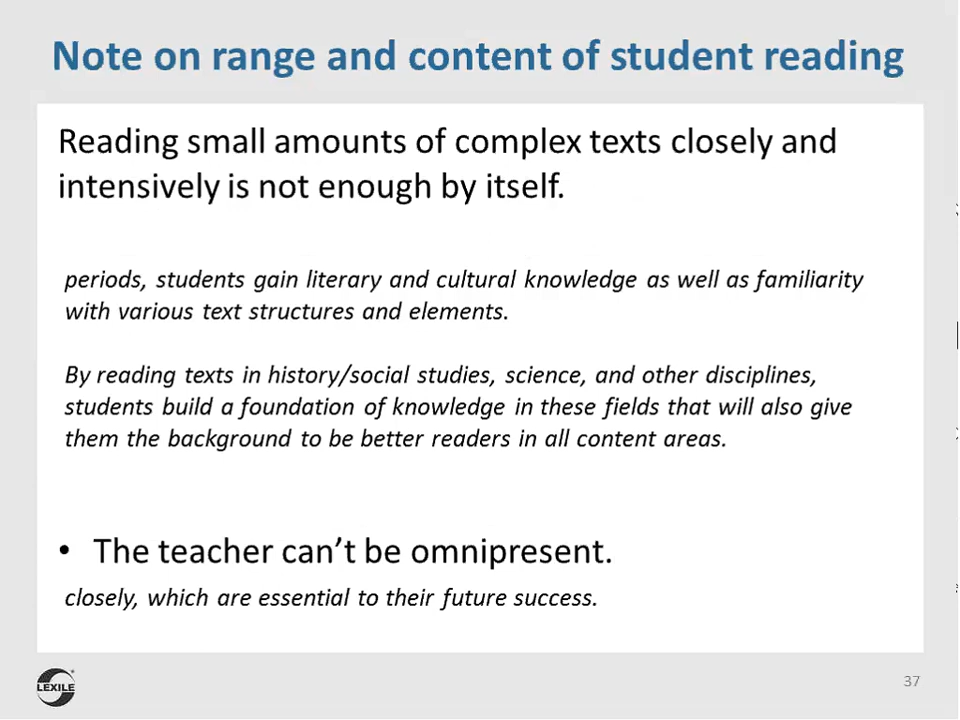 Note on range and content of student reading
Reading small amounts of complex texts closely and
intensively is not enough by itself.
periods, students gain literary and cultural knowledge as well as familiarity
with various text structures and elements.
By reading texts in history/social studies, science, and other disciplines,
students build a foundation of knowledge in these fields that will also give
them the background to be better readers in all content areas.
• The teacher can’t be omnipresent.
closely, which are essential to their future success.
LEXILE
37